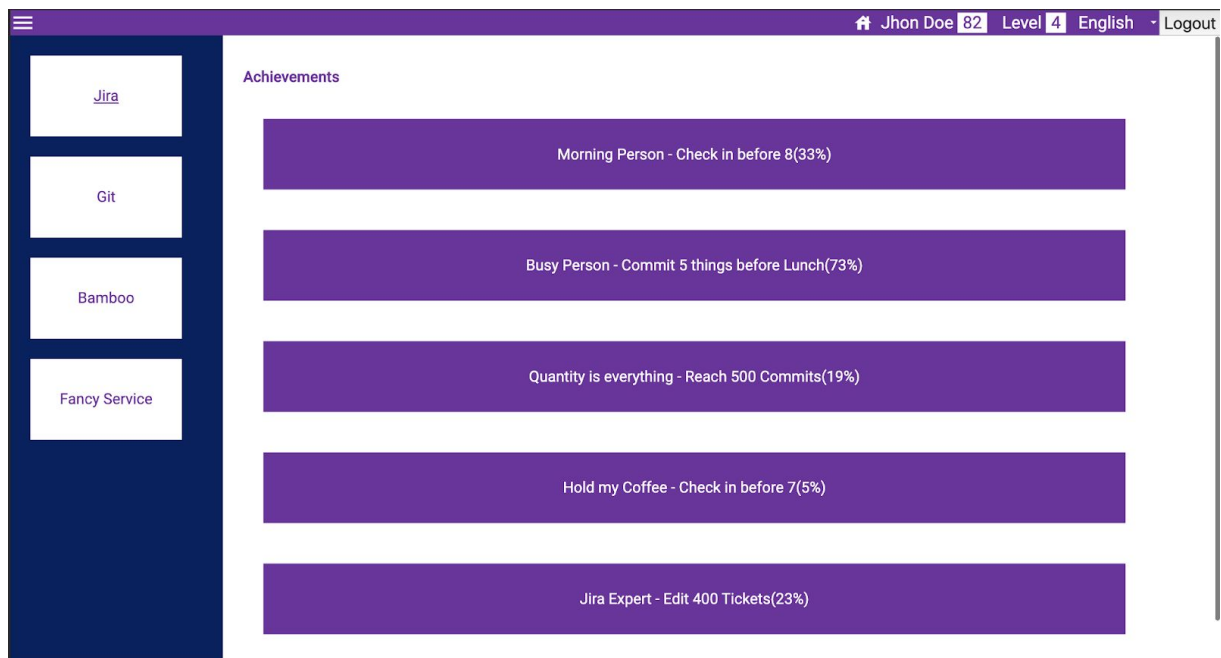 Jhon Doe 82 Level 4 English Logout
Jira
Git
Bamboo
Fancy Service
Achievements
Morning Person - Check in before 8(33%)
Busy Person - Commit 5 things before Lunch(73%)
Quantity is everything - Reach 500 Commits(19%)
Hold my Coffee - Check in before 7(5%)
Jira Expert - Edit 400 Tickets(23%)